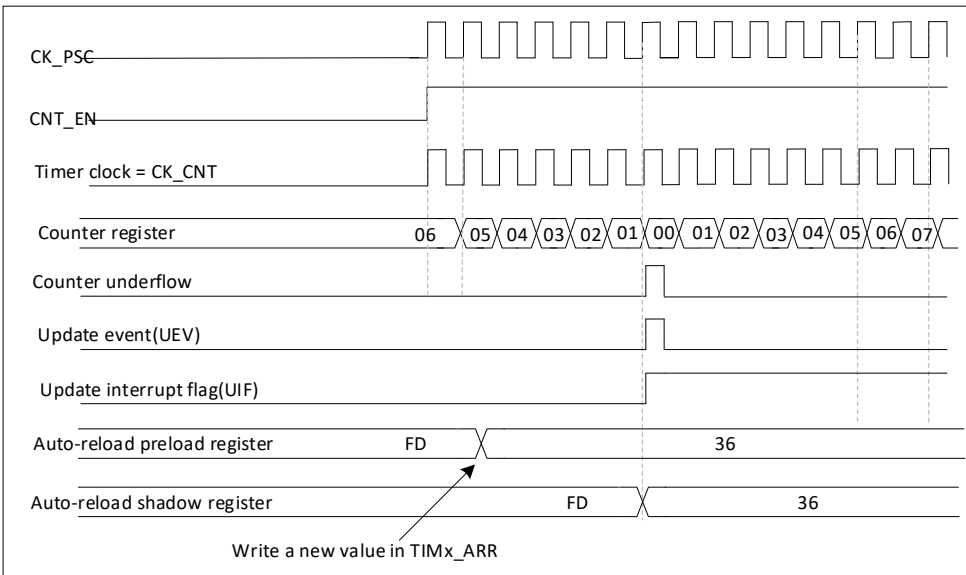 CK_PSC
CNT_EN
Timer clock = CK_CNT
Counter register 06 05 04 03 02 01 00 01 02 03 04 05 06 07
Counter underflow
Update event(UEV)
Update interrupt flag(UIF)
Auto-reload preload register FD 36
Auto-reload shadow register FD 36
Write a new value in TIMx_ARR